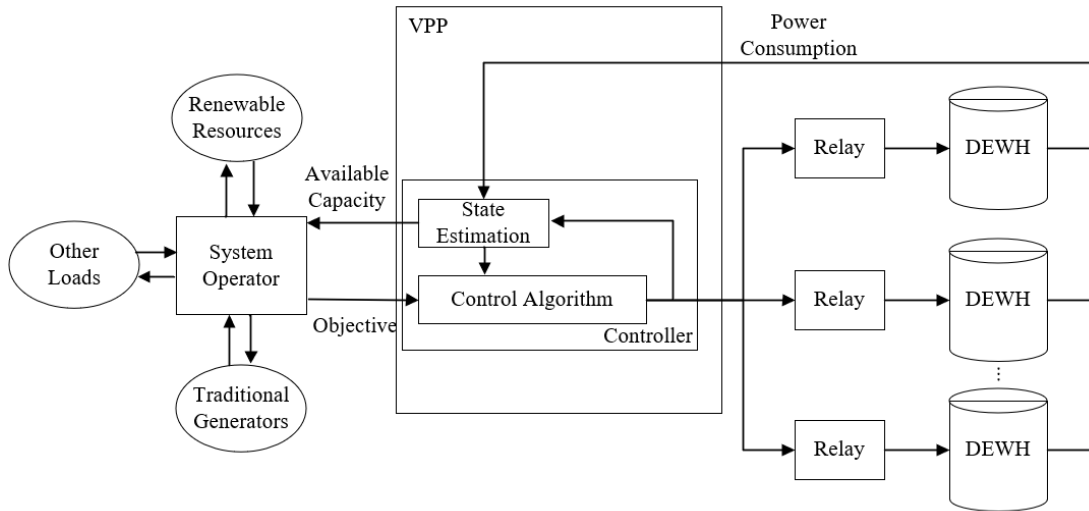 VPP
Power
Consumption
Renewable
Resources
Available
Capacity
State
Estimation
Relay
DEWH
Other
Loads
System
Operator
Objective
Control Algorithm
Controller
Relay
DEWH
...
Traditional
Generators
Relay
DEWH